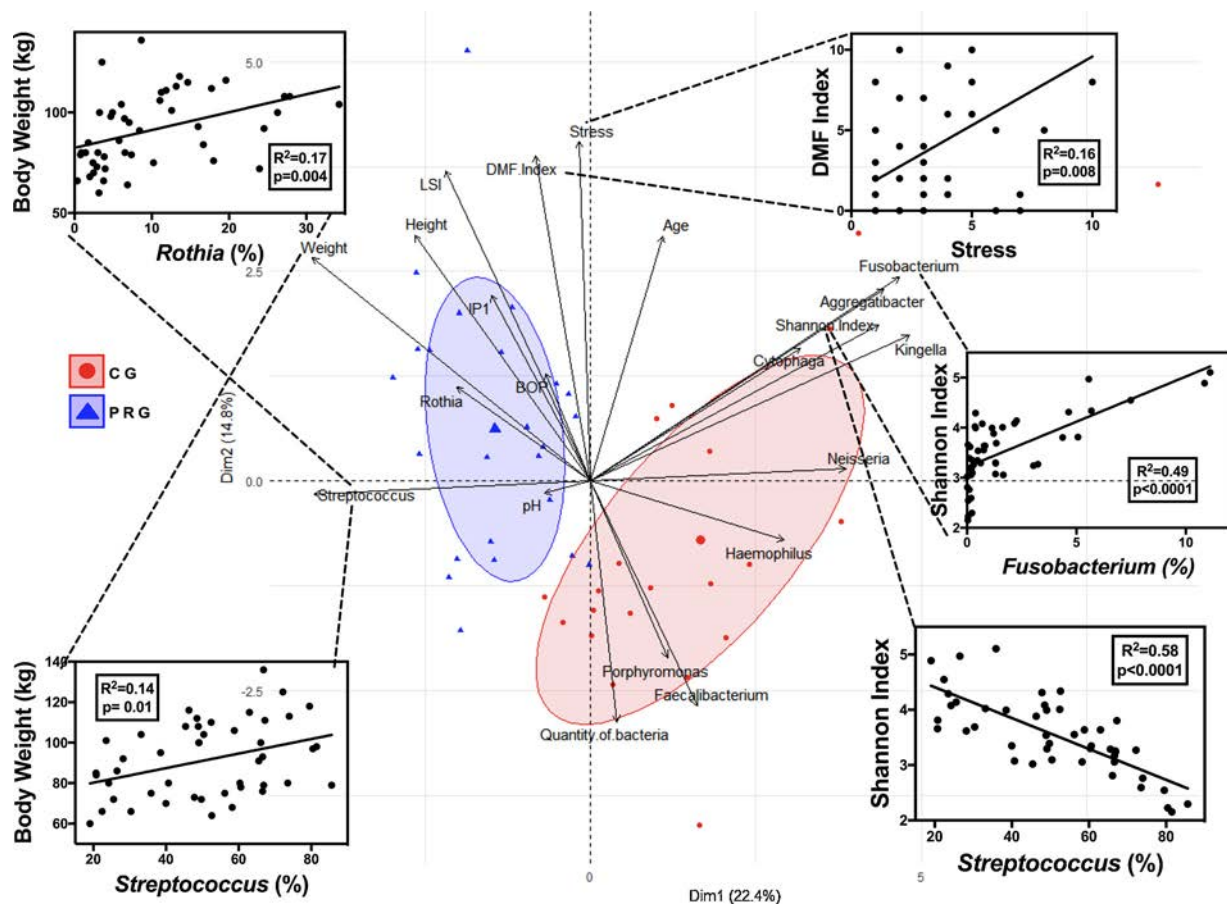 Body Weight (kg)
100
50
5.0
R²=0.17
p=0.004
0
10
20
30
Rothia (%)
DMF Index
10
5
0
R²=0.16
p=0.008
0
5
10
Stress
Stress
DMF.Index
LSI
Height
Weight
Age
2.5
Fusobacterium
Aggregatibacter
Shannon.Index
Kingella
Cytophaga
IP1
BOP
Rothia
CG
PRG
Dim2 (14.8%)
Neisseria
0.0
Streptococcus
pH
Haemophilus
Porphyromopas
Faecalibacterium
Quantity.of.bacteria
Shannon Index
5
4
3
2
R²=0.49
p<0.0001
0
5
10
Fusobacterium (%)
Body Weight (kg)
140
120
100
80
60
R²=0.14
p= 0.01
-2.5
20
40
60
80
Streptococcus (%)
Shannon Index
5
4
3
2
R²=0.58
p<0.0001
20
40
60
80
Streptococcus (%)
0
5
Dim1 (22.4%)